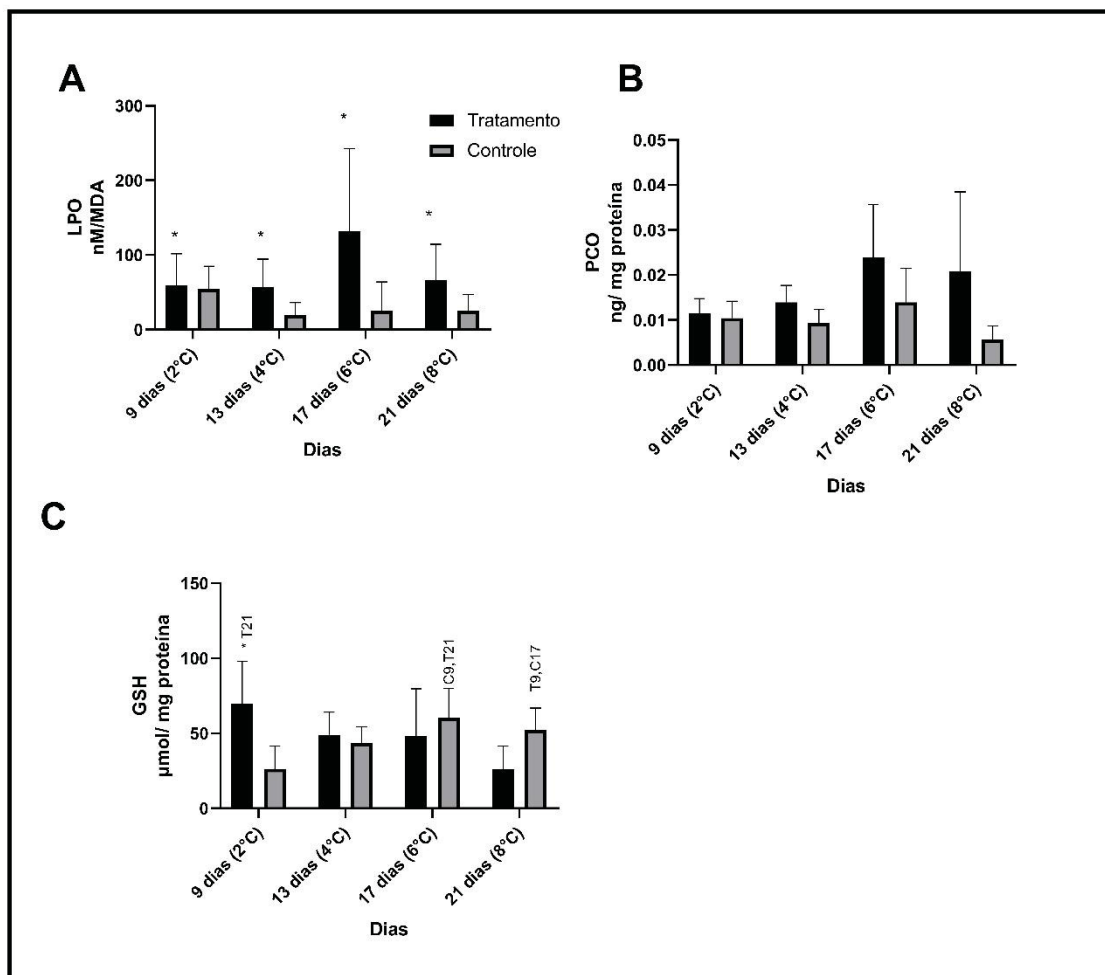 A
LPO
nM/MDA
300
200
100
0
*
*
*
*
Tratamento
Controle
9 dias (2°C)
13 dias (4°C)
17 dias (6°C)
21 dias (8°C)
Dias
B
PCO
ng/ mg proteína
0.05
0.04
0.03
0.02
0.01
0.00
9 dias (2°C)
13 dias (4°C)
17 dias (6°C)
21 dias (8°C)
Dias
C
GSH
µmol/ mg proteína
150
100
50
0
* T21
C9,T21
T9,C17
9 dias (2°C)
13 dias (4°C)
17 dias (6°C)
21 dias (8°C)
Dias